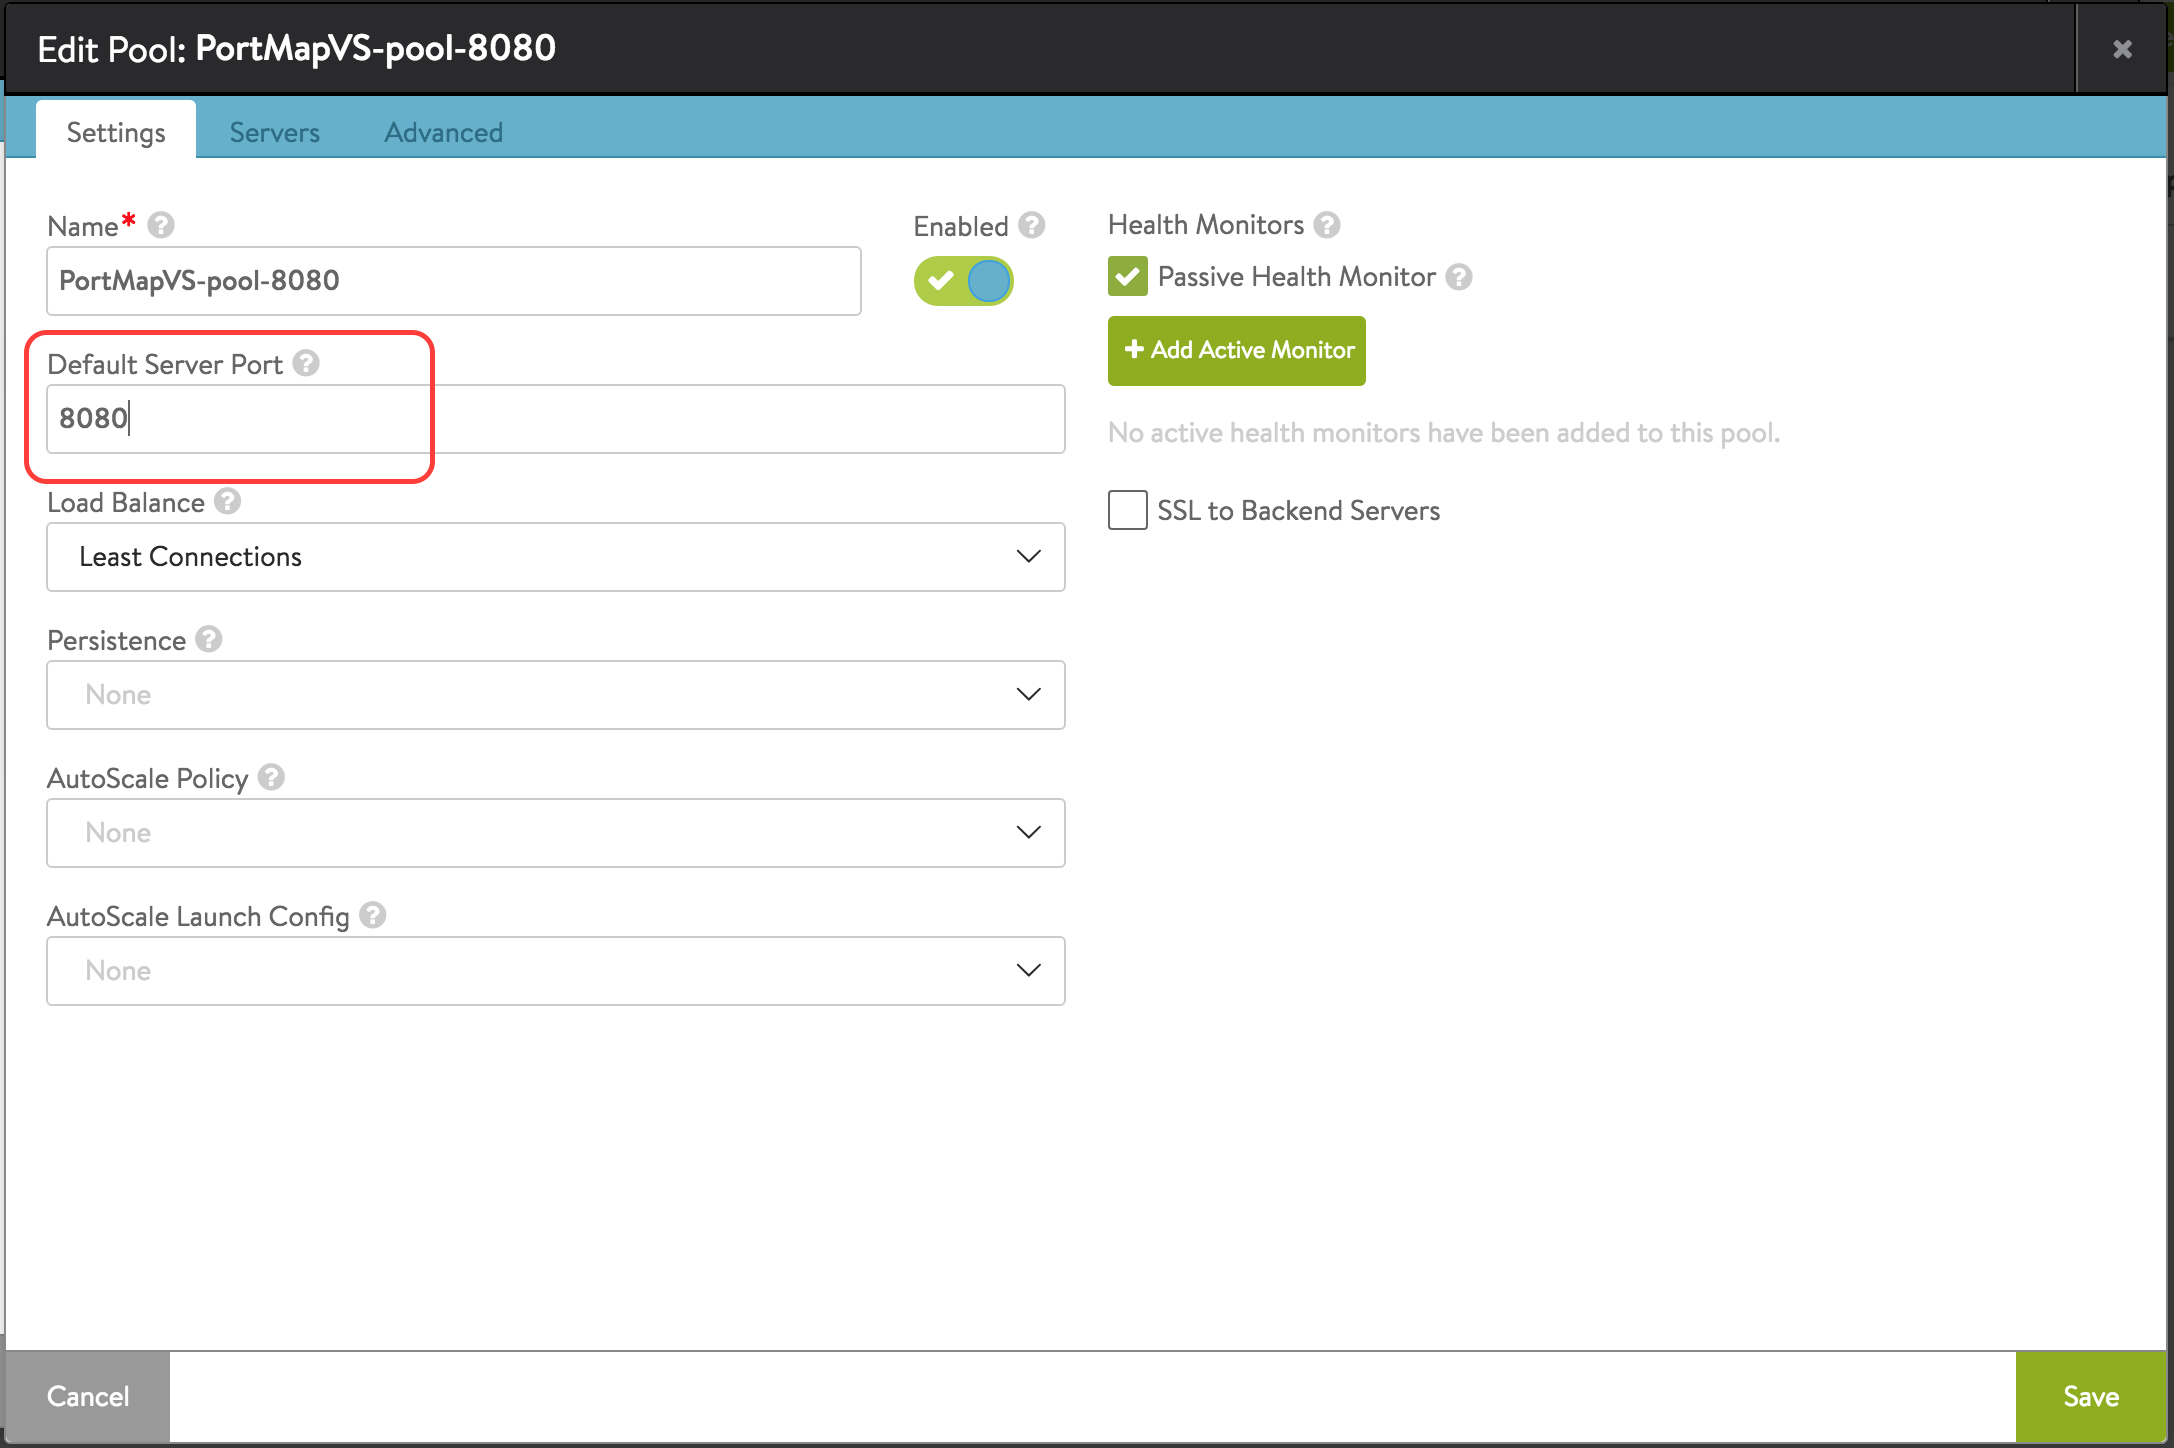 Edit Pool: PortMapVS-pool-8080
Settings Servers Advanced
Name*
PortMapVS-pool-8080
Enabled
Default Server Port
8080
Load Balance
Least Connections
Persistence
None
AutoScale Policy
None
AutoScale Launch Config
None
Health Monitors
Passive Health Monitor
+ Add Active Monitor
No active health monitors have been added to this pool.
SSL to Backend Servers
Cancel
Save